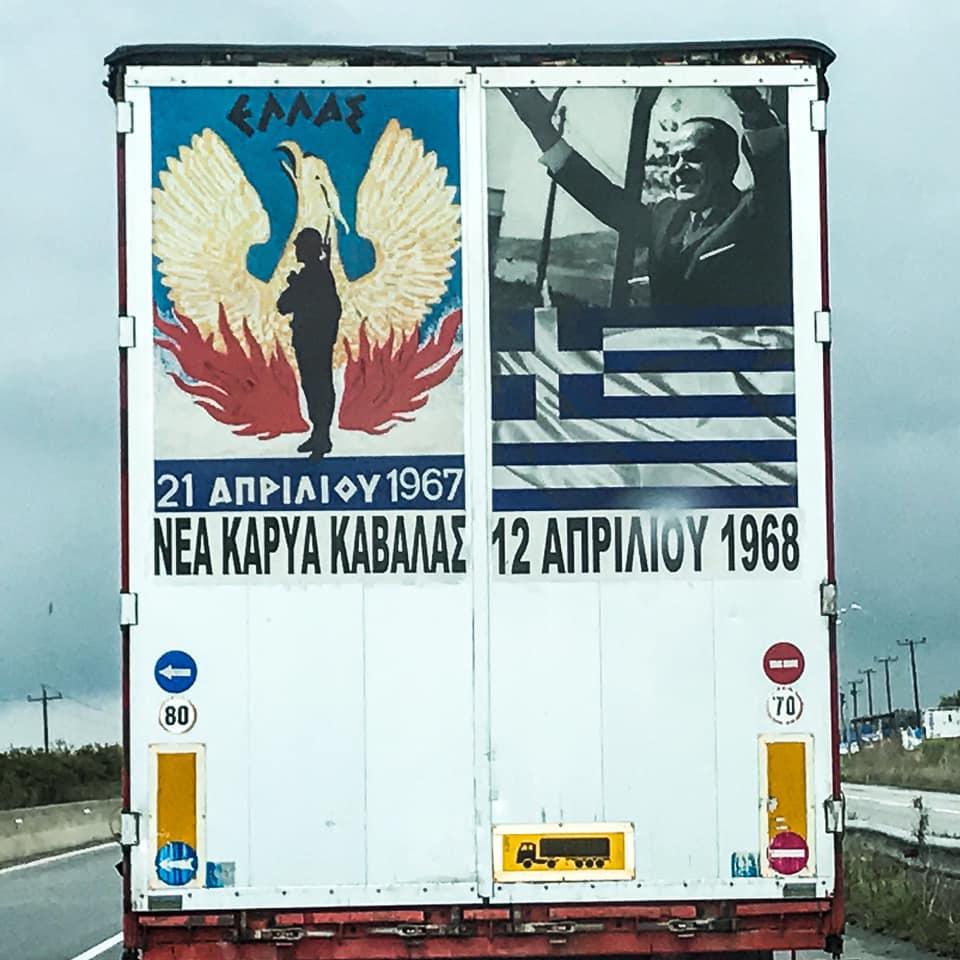 ΕΛΛΑΣ
21 ΑΠΡΙΛΙΟΥ 1967
ΝΕΑ ΚΑΡΥΑ ΚΑΒΑΛΑΣ
12 ΑΠΡΙΛΙΟΥ 1968
80
70